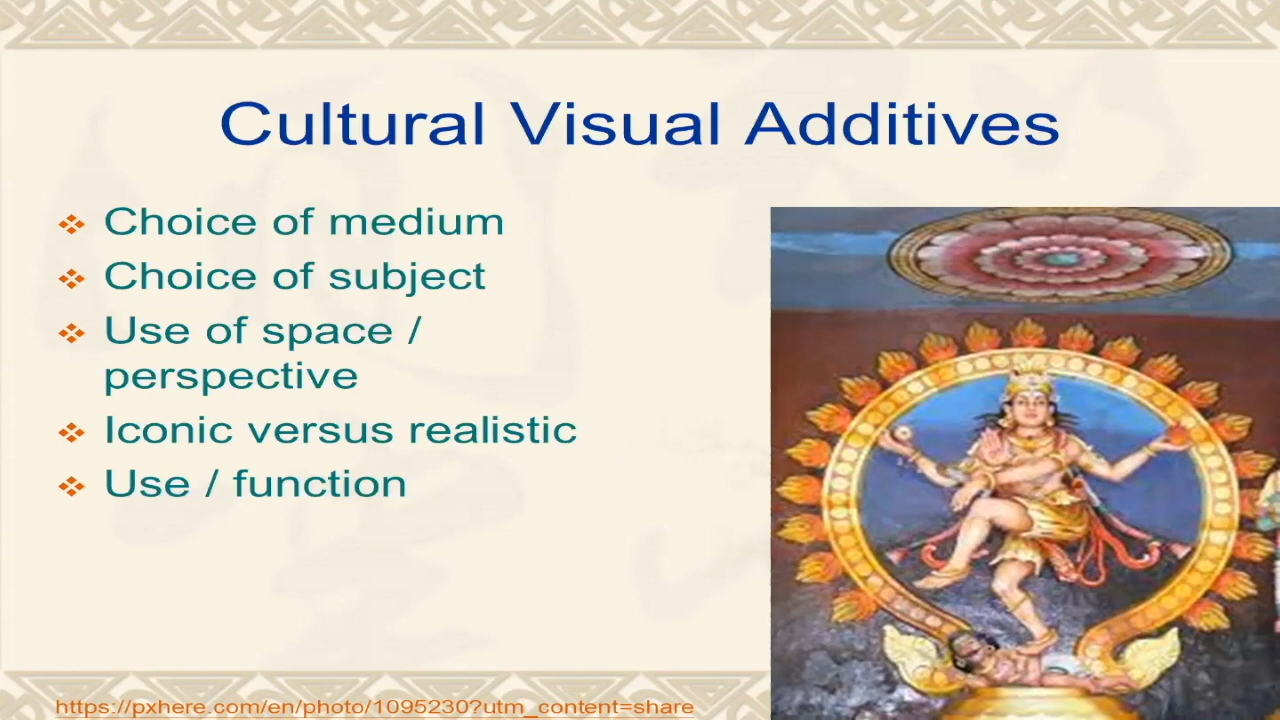 Cultural Visual Additives
Choice of medium
Choice of subject
Use of space /
perspective
Iconic versus realistic
Use / function
https://pxhere.com/en/photo/1095230?utm_content=share